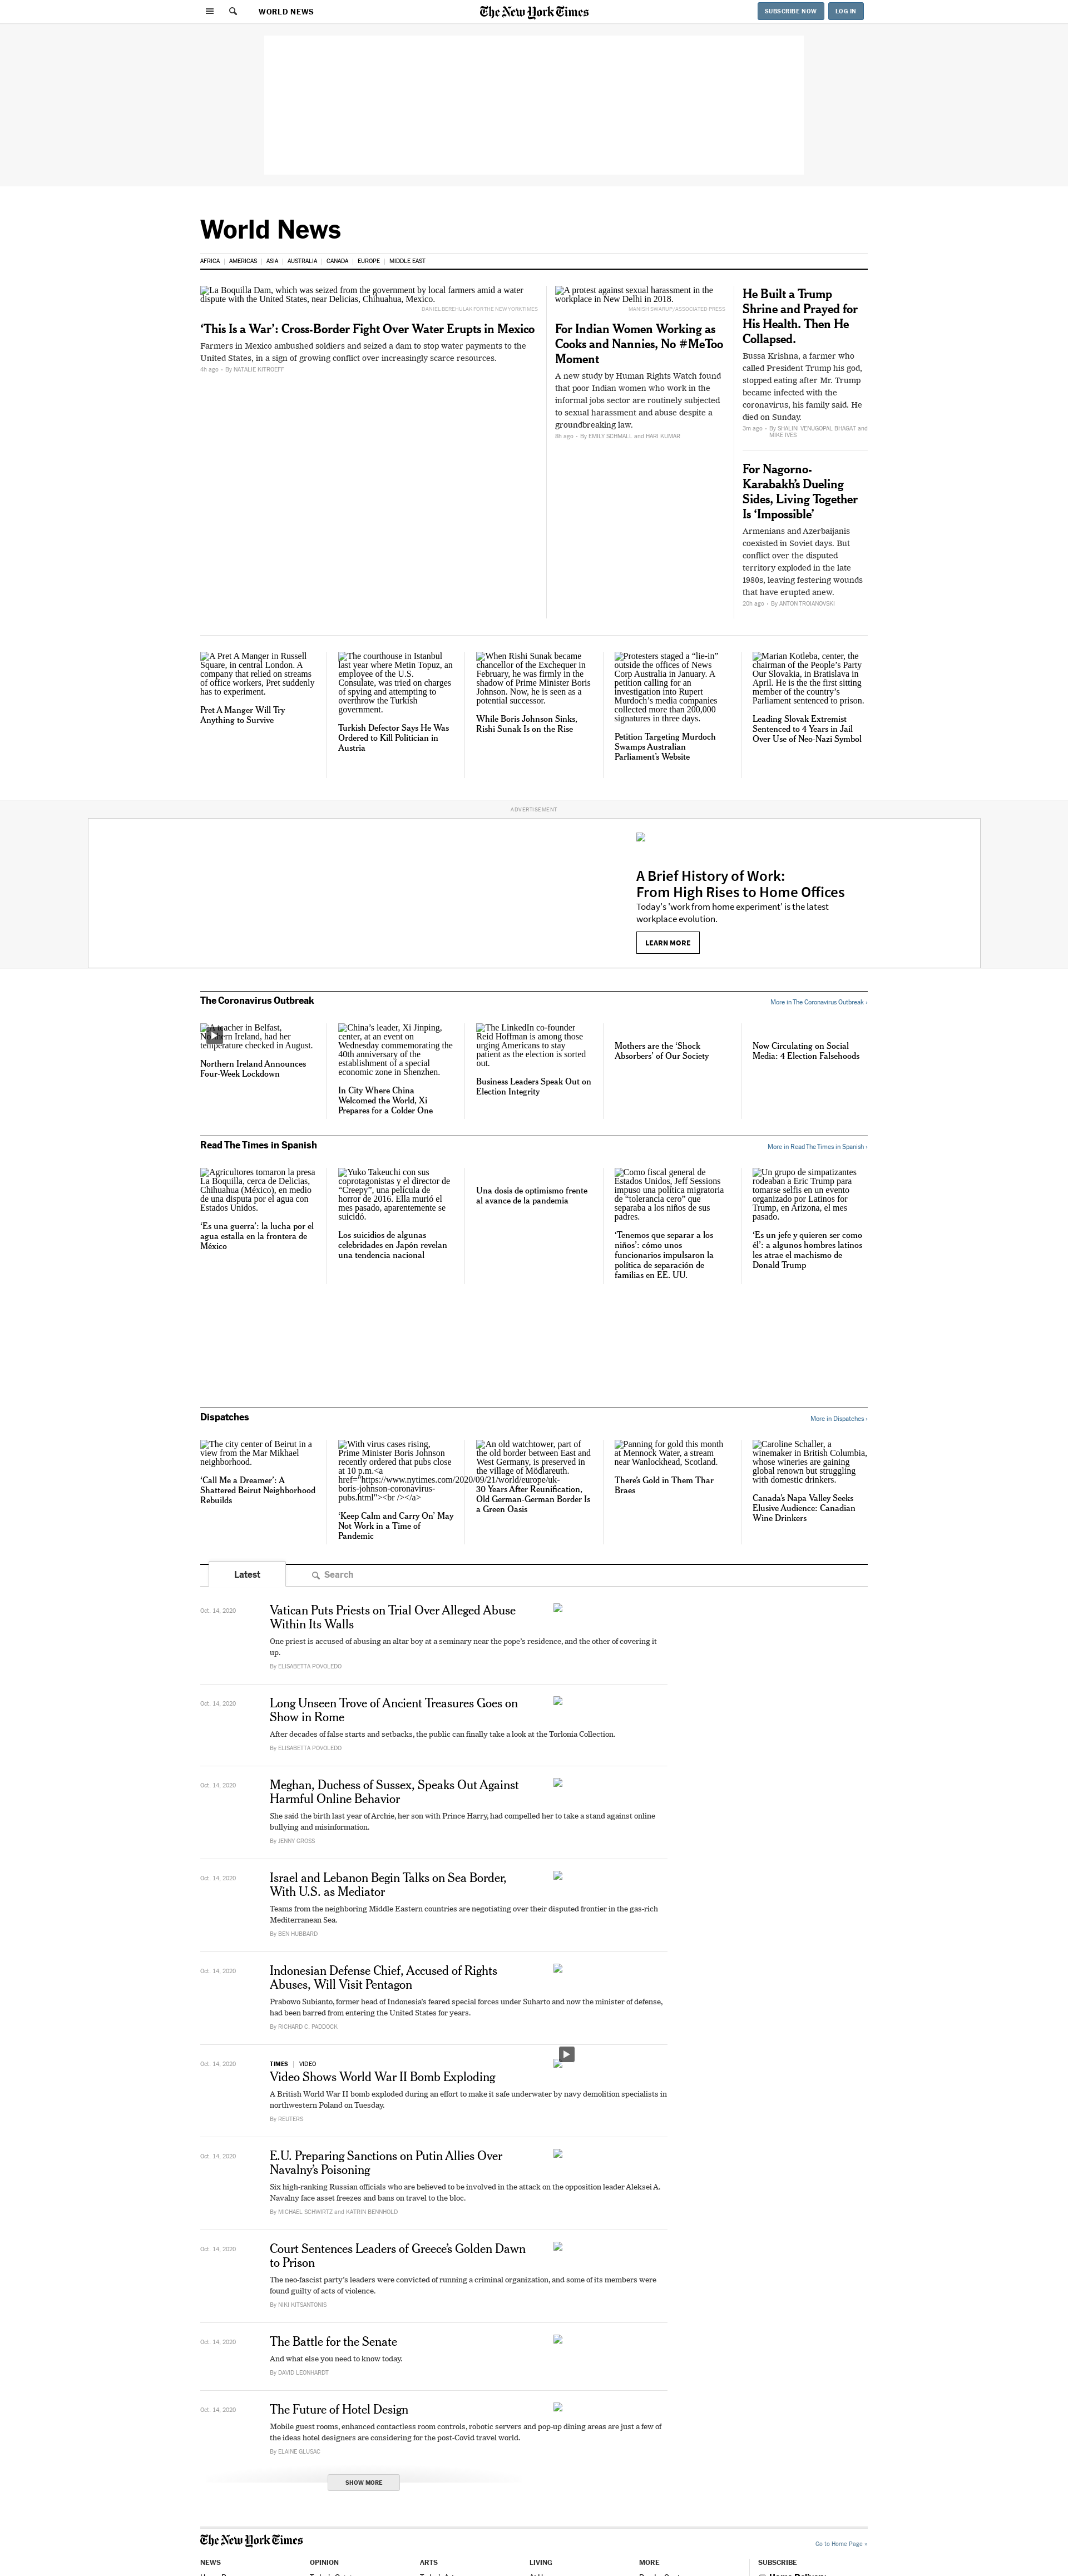 WORLD NEWS
The New York Times
SUBSCRIBE NOW
LOG IN
World News
AFRICA
AMERICAS
ASIA
AUSTRALIA
CANADA
EUROPE
MIDDLE EAST
La Boquilla Dam, which was seized from the government by local farmers amid a water
dispute with the United States, near Delicias, Chihuahua, Mexico.
DANIEL BEREHULAK FOR THE NEW YORK TIMES
‘This Is a War’: Cross-Border Fight Over Water Erupts in Mexico
Farmers in Mexico ambushed soldiers and seized a dam to stop water payments to the
United States, in a sign of growing conflict over increasingly scarce resources.
4h ago • By NATALIE KITROEFF
A protest against sexual harassment in the
workplace in New Delhi in 2018.
MANISH SWARUP/ASSOCIATED PRESS
For Indian Women Working as
Cooks and Nannies, No #MeToo
Moment
A new study by Human Rights Watch found
that poor Indian women who work in the
informal jobs sector are routinely subjected
to sexual harassment and abuse despite a
groundbreaking law.
8h ago • By EMILY SCHMALL and HARI KUMAR
He Built a Trump
Shrine and Prayed for
His Health. Then He
Collapsed.
Bussa Krishna, a farmer who
called President Trump his god,
stopped eating after Mr. Trump
became infected with the
coronavirus, his family said. He
died on Sunday.
3m ago • By SHALINI VENUGOPAL BHAGAT and
MIKE IVES
For Nagorno-
Karabakh’s Dueling
Sides, Living Together
Is ‘Impossible’
Armenians and Azerbaijanis
coexisted in Soviet days. But
conflict over the disputed
territory exploded in the late
1980s, leaving festering wounds
that have erupted anew.
20h ago • By ANTON TROIANOVSKI
A Pret A Manger in Russell
Square, in central London. A
company that relied on streams
of office workers, Pret suddenly
has to experiment.
Pret A Manger Will Try
Anything to Survive
The courthouse in Istanbul
last year where Metin Topuz, an
employee of the U.S.
Consulate, was tried on charges
of spying and attempting to
overthrow the Turkish
government.
Turkish Defector Says He Was
Ordered to Kill Politician in
Austria
When Rishi Sunak became
chancellor of the Exchequer in
February, he was firmly in the
shadow of Prime Minister Boris
Johnson. Now, he is seen as a
potential successor.
While Boris Johnson Sinks,
Rishi Sunak Is on the Rise
Protesters staged a “lie-in”
outside the offices of News
Corp Australia in January. A
petition calling for an
investigation into Rupert
Murdoch’s media companies
collected more than 200,000
signatures in three days.
Petition Targeting Murdoch
Swamps Australian
Parliament’s Website
Marian Kotleba, center, the
chairman of the People’s Party
Our Slovakia, in Bratislava in
April. He is the first sitting
member of the country’s
Parliament sentenced to prison.
Leading Slovak Extremist
Sentenced to 4 Years in Jail
Over Use of Neo-Nazi Symbol
ADVERTISEMENT
A Brief History of Work:
From High Rises to Home Offices
Today's 'work from home experiment' is the latest
workplace evolution.
LEARN MORE
The Coronavirus Outbreak
More in The Coronavirus Outbreak ›
teacher in Belfast,
Ireland, had her
temperature checked in August.
Northern Ireland Announces
Four-Week Lockdown
China’s leader, Xi Jinping,
center, at an event on
Wednesday commemorating the
40th anniversary of the
establishment of a special
economic zone in Shenzhen.
In City Where China
Welcomed the World, Xi
Prepares for a Colder One
The LinkedIn co-founder
Reid Hoffman is among those
urging Americans to stay
patient as the election is sorted
out.
Business Leaders Speak Out on
Election Integrity
Mothers are the ‘Shock
Absorbers’ of Our Society
Now Circulating on Social
Media: 4 Election Falsehoods
Read The Times in Spanish
More in Read The Times in Spanish ›
Agricultores tomaron la presa
La Boquilla, cerca de Delicias,
Chihuahua (México), en medio
de una disputa por el agua con
Estados Unidos.
‘Es una guerra’: la lucha por el
agua estalla en la frontera de
México
Yuko Takeuchi con sus
coprotagonistas y el director de
“Creepy”, una película de
horror de 2016. Ella murió el
mes pasado, aparentemente se
suicidó.
Los suicidios de algunas
celebridades en Japón revelan
una tendencia nacional
Una dosis de optimismo frente
al avance de la pandemia
Como fiscal general de
Estados Unidos, Jeff Sessions
impuso una política migratoria
de “tolerancia cero” que
separaba a los niños de sus
padres.
‘Tenemos que separar a los
niños’: cómo unos
funcionarios impulsaron la
política de separación de
familias en EE. UU.
Un grupo de simpatizantes
rodeaban a Eric Trump para
tomarse selfis en un evento
organizado por Latinos for
Trump, en Arizona, el mes
pasado.
‘Es un jefe y quieren ser como
él’: a algunos hombres latinos
les atrae el machismo de
Donald Trump
Dispatches
More in Dispatches ›
The city center of Beirut in a
view from the Mar Mikhael
neighborhood.
‘Call Me a Dreamer’: A
Shattered Beirut Neighborhood
Rebuilds
With virus cases rising,
Prime Minister Boris Johnson
recently ordered that pubs close
at 10 p.m.<a
href="https://www.nytimes.com/2020/09/21/world/europe/uk-
boris-johnson-coronavirus-
pubs.html"><br /></a>
‘Keep Calm and Carry On’ May
Not Work in a Time of
Pandemic
An old watchtower, part of
the old border between East and
West Germany, is preserved in
the village of Mödlareuth.
30 Years After Reunification,
Old German-German Border Is
a Green Oasis
Panning for gold this month
at Mennock Water, a stream
near Wanlockhead, Scotland.
There’s Gold in Them Thar
Braes
Caroline Schaller, a
winemaker in British Columbia,
whose wineries are gaining
global renown but struggling
with domestic drinkers.
Canada’s Napa Valley Seeks
Elusive Audience: Canadian
Wine Drinkers
Latest
Search
Oct. 14, 2020
Vatican Puts Priests on Trial Over Alleged Abuse
Within Its Walls
One priest is accused of abusing an altar boy at a seminary near the pope’s residence, and the other of covering it
up.
By ELISABETTA POVOLEDO
Oct. 14, 2020
Long Unseen Trove of Ancient Treasures Goes on
Show in Rome
After decades of false starts and setbacks, the public can finally take a look at the Torlonia Collection.
By ELISABETTA POVOLEDO
Oct. 14, 2020
Meghan, Duchess of Sussex, Speaks Out Against
Harmful Online Behavior
She said the birth last year of Archie, her son with Prince Harry, had compelled her to take a stand against online
bullying and misinformation.
By JENNY GROSS
Oct. 14, 2020
Israel and Lebanon Begin Talks on Sea Border,
With U.S. as Mediator
Teams from the neighboring Middle Eastern countries are negotiating over their disputed frontier in the gas-rich
Mediterranean Sea.
By BEN HUBBARD
Oct. 14, 2020
Indonesian Defense Chief, Accused of Rights
Abuses, Will Visit Pentagon
Prabowo Subianto, former head of Indonesia’s feared special forces under Suharto and now the minister of defense,
had been barred from entering the United States for years.
By RICHARD C. PADDOCK
Oct. 14, 2020
TIMES | VIDEO
Video Shows World War II Bomb Exploding
A British World War II bomb exploded during an effort to make it safe underwater by navy demolition specialists in
northwestern Poland on Tuesday.
By REUTERS
Oct. 14, 2020
E.U. Preparing Sanctions on Putin Allies Over
Navalny’s Poisoning
Six high-ranking Russian officials who are believed to be involved in the attack on the opposition leader Aleksei A.
Navalny face asset freezes and bans on travel to the bloc.
By MICHAEL SCHWIRTZ and KATRIN BENNHOLD
Oct. 14, 2020
Court Sentences Leaders of Greece’s Golden Dawn
to Prison
The neo-fascist party’s leaders were convicted of running a criminal organization, and some of its members were
found guilty of acts of violence.
By NIKI KITSANTONIS
Oct. 14, 2020
The Battle for the Senate
And what else you need to know today.
By DAVID LEONHARDT
Oct. 14, 2020
The Future of Hotel Design
Mobile guest rooms, enhanced contactless room controls, robotic servers and pop-up dining areas are just a few of
the ideas hotel designers are considering for the post-Covid travel world.
By ELAINE GLUSAC
SHOW MORE
The New York Times
Go to Home Page »
NEWS
OPINION
ARTS
LIVING
MORE
SUBSCRIBE